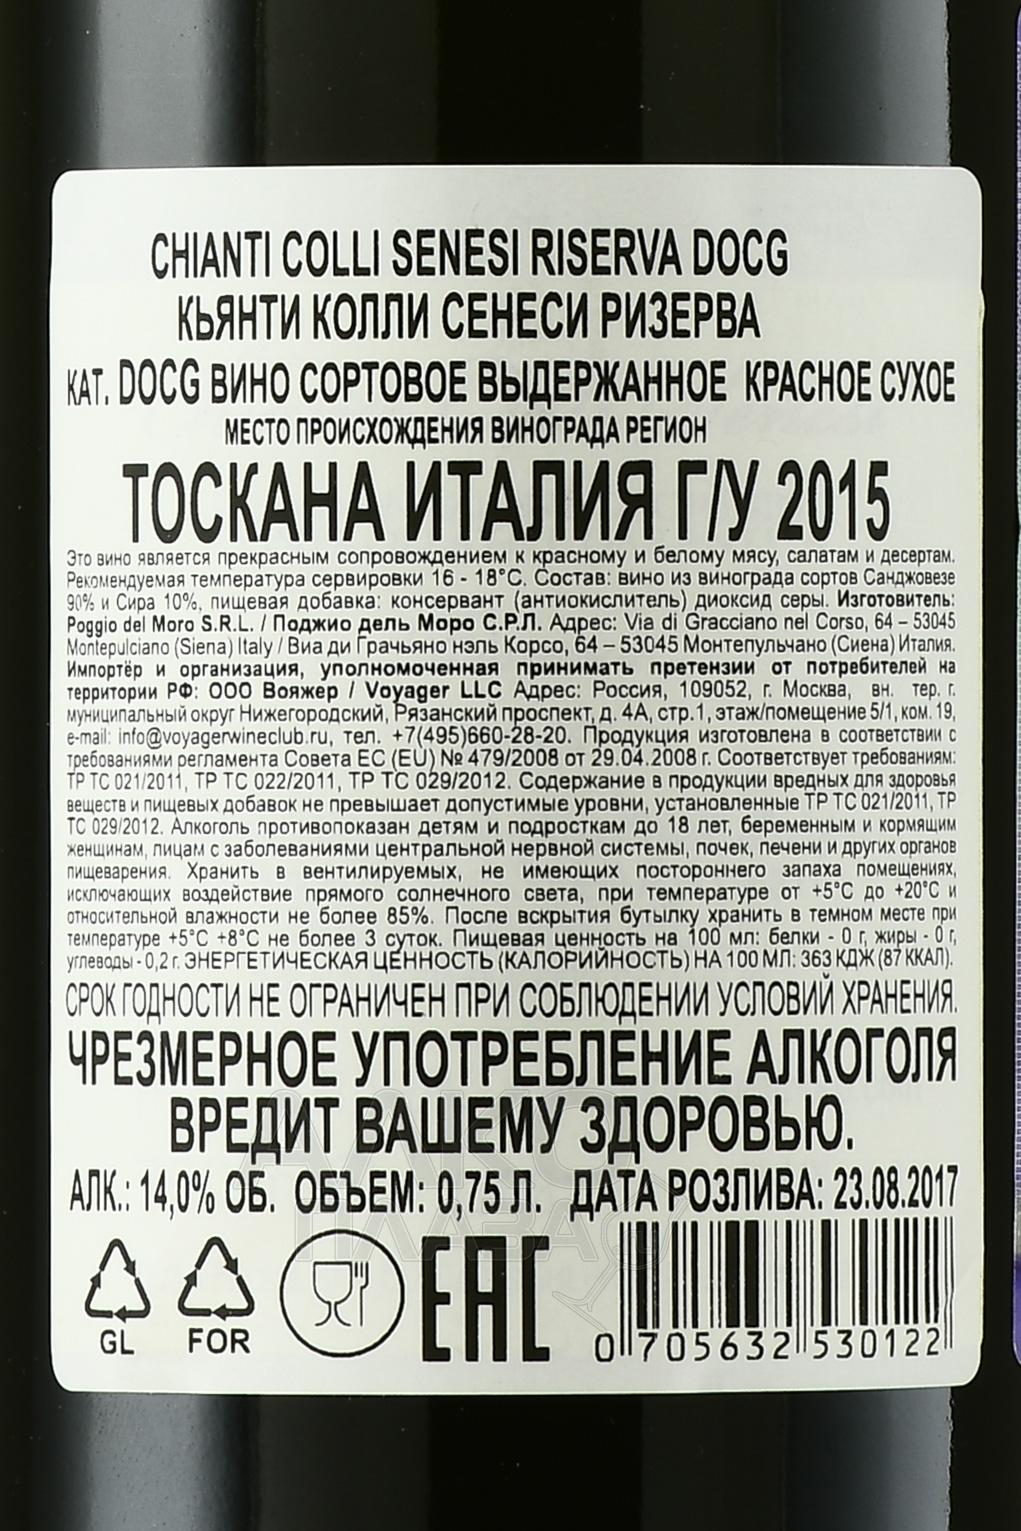 CHIANTI COLLI SENESI RISERVA DOCG
КЬЯНТИ КОЛЛИ СЕНЕСИ РИЗЕРВА
КАТ. DOCG ВИНО СОРТОВОЕ ВЫДЕРЖАННОЕ КРАСНОЕ СУХОЕ
МЕСТО ПРОИСХОЖДЕНИЯ ВИНОГРАДА РЕГИОН
ТОСКАНА ИТАЛИЯ Г/У 2015
Это вино является прекрасным сопровождением к красному и белому мясу, салатам и десертам.
Рекомендуемая температура сервировки 16 - 18°С. Состав: вино из винограда сортов Санджовезе
90% и Сира 10%, пищевая добавка: консервант (антиокислитель) диоксид серы. Изготовитель:
Poggio del Moro S.R.L. / Поджио дель Моро С.Р.Л. Адрес: Via di Gracciano nel Corso, 64 – 53045
Montepulciano (Siena) Italy / Виа ди Грачьяно нэль Корсо, 64 – 53045 Монтепульчано (Сиена) Италия.
Импортёр и организация, уполномоченная принимать претензии от потребителей на
территории РФ: ООО Вояжер / Voyager LLC Адрес: Россия, 109052, г. Москва, вн. тер. г.
муниципальный округ Нижегородский, Рязанский проспект, д. 4А, стр.1, этаж/помещение 5/1, ком. 19,
e-mail: info@voyagerwineclub.ru, тел. +7(495)660-28-20. Продукция изготовлена в соответствии с
требованиями регламента Совета ЕС (EU) № 479/2008 от 29.04.2008 г. Соответствует требованиям:
ТР ТС 021/2011, ТР ТС 022/2011, ТР ТС 029/2012. Содержание в продукции вредных для здоровья
веществ и пищевых добавок не превышает допустимые уровни, установленные ТР ТС 021/2011, ТР
ТС 029/2012. Алкоголь противопоказан детям и подросткам до 18 лет, беременным и кормящим
женщинам, лицам с заболеваниями центральной нервной системы, почек, печени и других органов
пищеварения. Хранить в вентилируемых, не имеющих постороннего запаха помещениях,
исключающих воздействие прямого солнечного света, при температуре от +5°С до +20°С и
относительной влажности не более 85%. После вскрытия бутылку хранить в темном месте при
температуре +5°С +8°С не более 3 суток. Пищевая ценность на 100 мл: белки - 0 г, жиры - 0 г,
углеводы - 0,2 г. ЭНЕРГЕТИЧЕСКАЯ ЦЕННОСТЬ (КАЛОРИЙНОСТЬ) НА 100 МЛ: 363 КДЖ (87 ККАЛ).
СРОК ГОДНОСТИ НЕ ОГРАНИЧЕН ПРИ СОБЛЮДЕНИИ УСЛОВИЙ ХРАНЕНИЯ.
ЧРЕЗМЕРНОЕ УПОТРЕБЛЕНИЕ АЛКОГОЛЯ
ВРЕДИТ ВАШЕМУ ЗДОРОВЬЮ.
АЛК.: 14,0% ОБ. ОБЪЕМ: 0,75 Л. ДАТА РОЗЛИВА: 23.08.2017
GL FOR EAC 0 705632 530122
АЛКО
ПЛАЗА